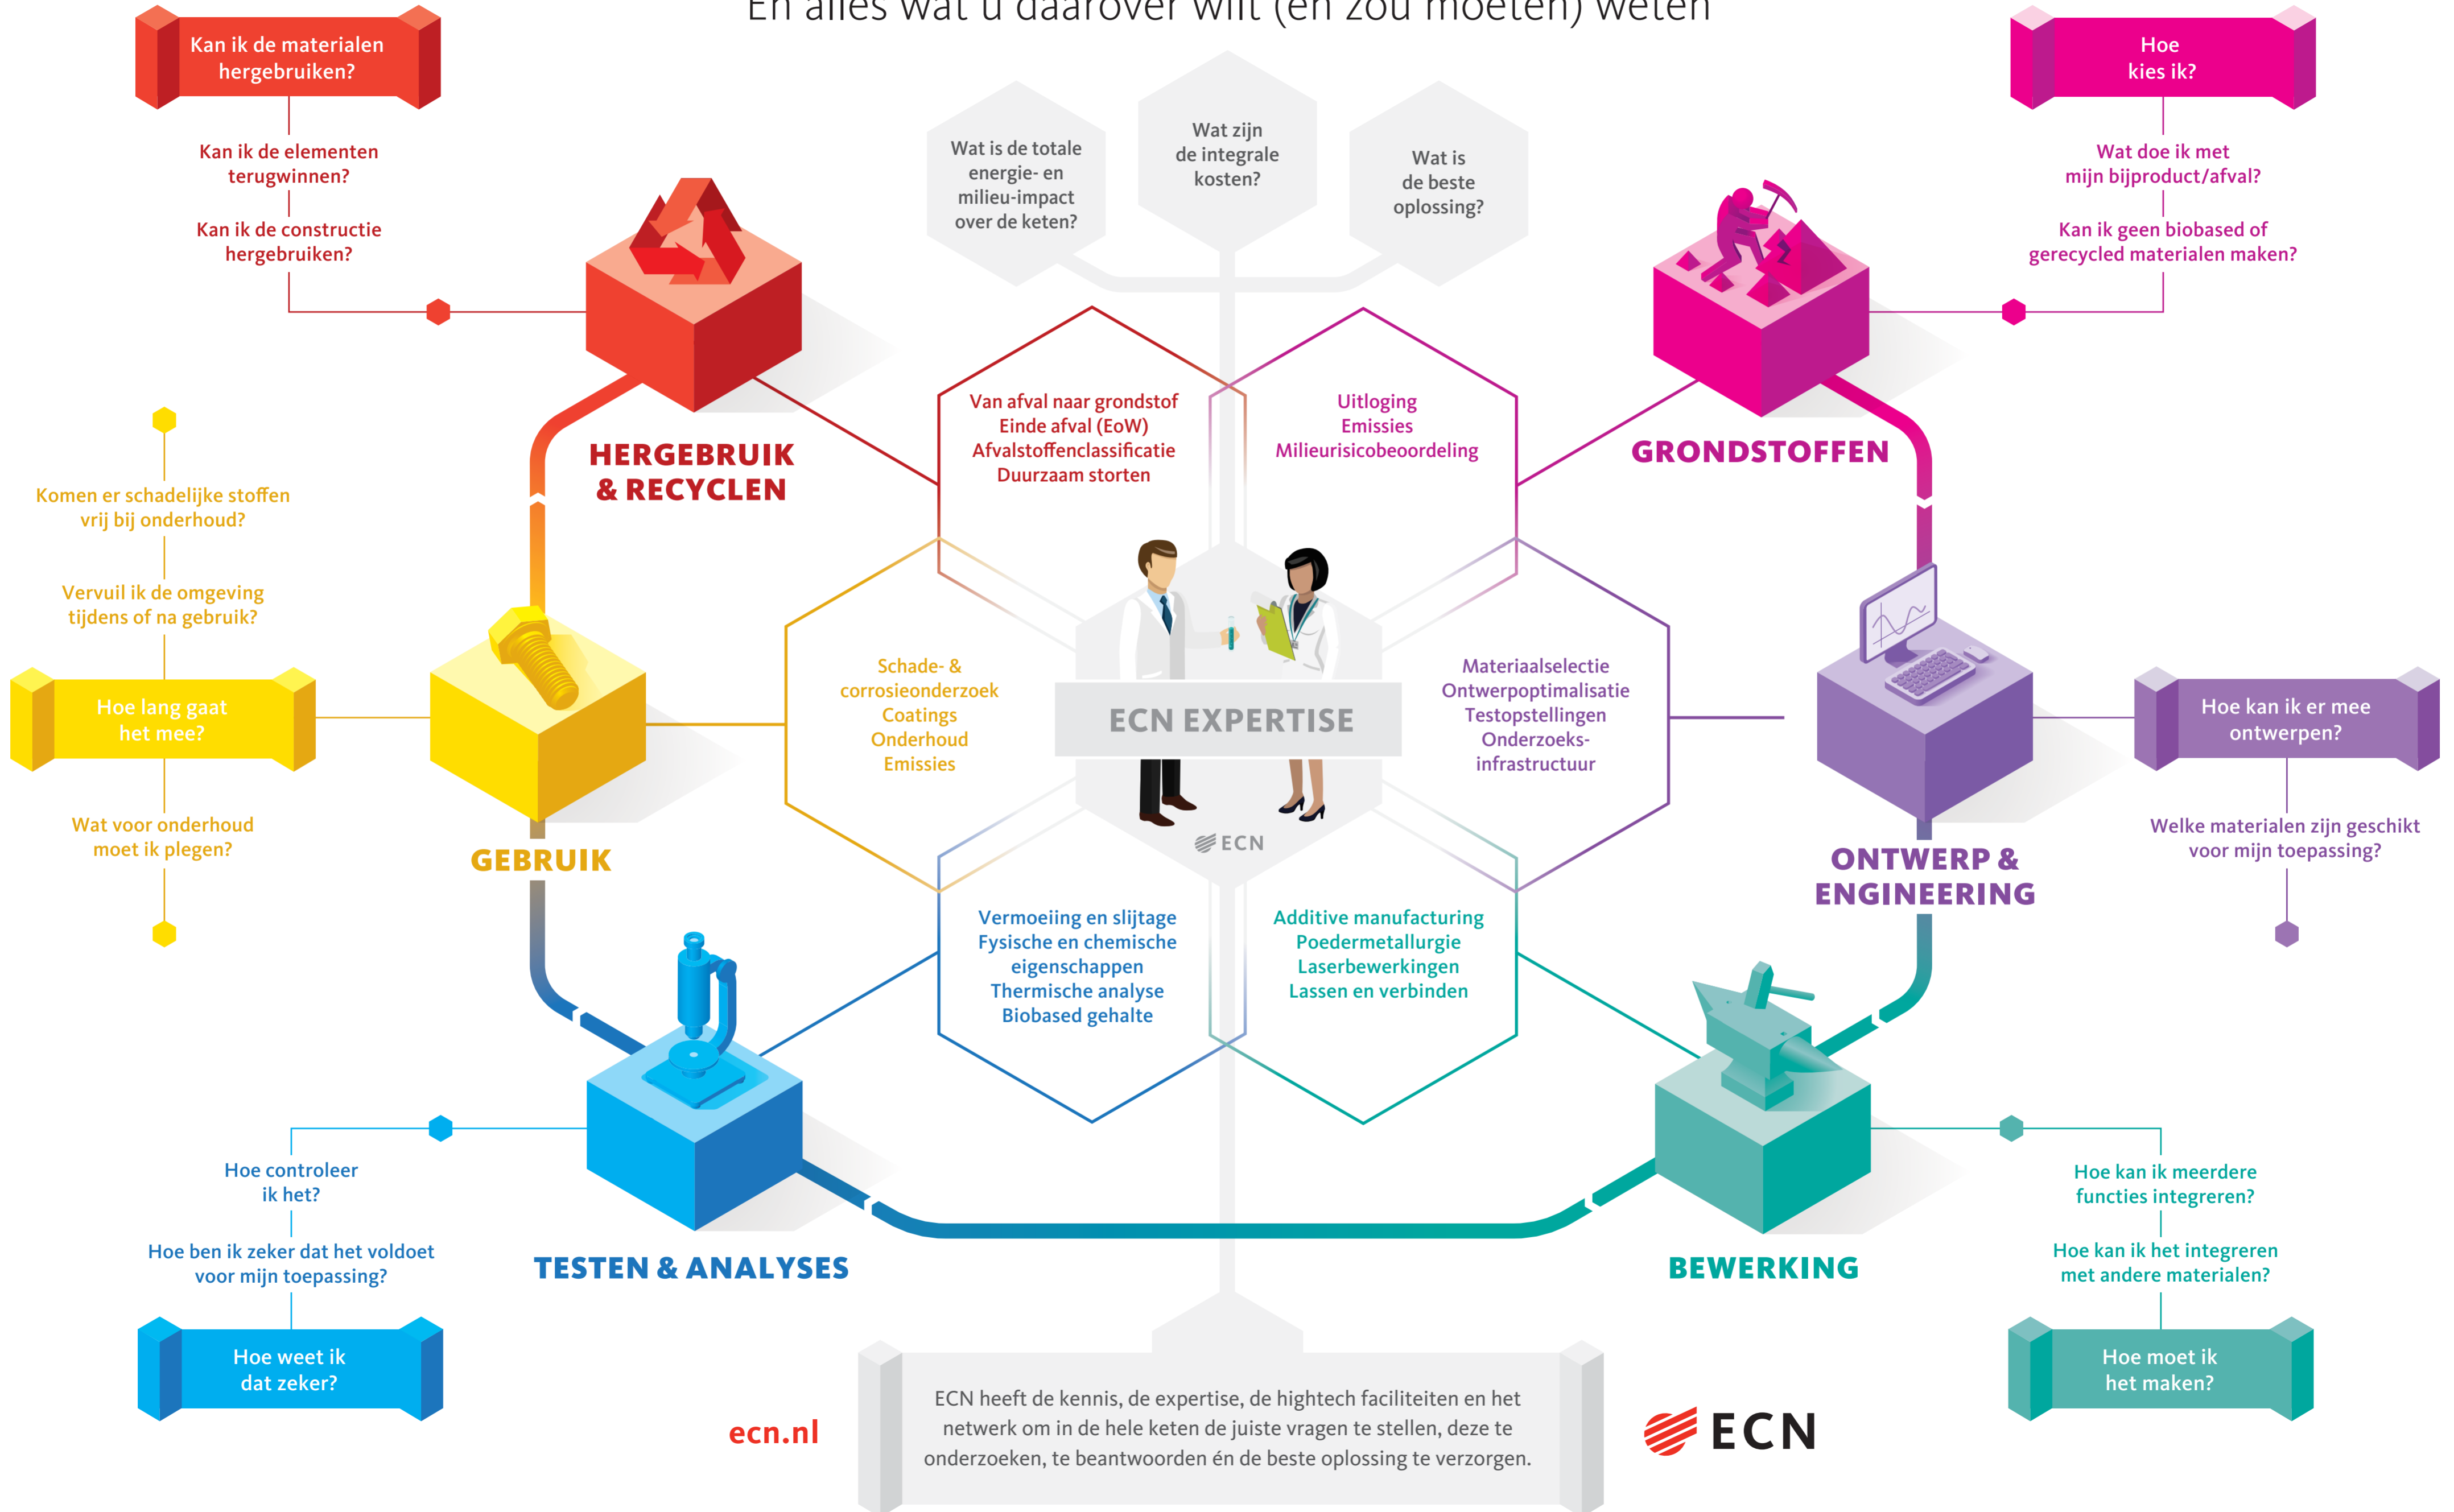 En alles wat u daarover wilt (en zou moeten) weten
Kan ik de materialen
hergebruiken?
Kan ik de elementen
terugwinnen?
Kan ik de constructie
hergebruiken?
HERGEBRUIK
& RECYCLEN
Wat is de totale
energie- en
milieu-impact
over de keten?
Wat zijn
de integrale
kosten?
Wat is
de beste
oplossing?
Hoe
kies ik?
Wat doe ik met
mijn bijproduct/afval?
Kan ik geen biobased of
gerecycled materialen maken?
GRONDSTOFFEN
Van afval naar grondstof
Einde afval (EoW)
Afvalstoffenclassificatie
Duurzaam storten
Uitloging
Emissies
Milieurisicobeoordeling
Komen er schadelijke stoffen
vrij bij onderhoud?
Vervuil ik de omgeving
tijdens of na gebruik?
Hoe lang gaat
het mee?
Wat voor onderhoud
moet ik plegen?
GEBRUIK
Schade- &
corrosieonderzoek
Coatings
Onderhoud
Emissies
ECN EXPERTISE
ECN
Materiaalselectie
Ontwerpoptimalisatie
Testopstellingen
Onderzoeks-
infrastructuur
Hoe kan ik er mee
ontwerpen?
Welke materialen zijn geschikt
voor mijn toepassing?
ONTWERP &
ENGINEERING
Vermoeiing en slijtage
Fysische en chemische
eigenschappen
Thermische analyse
Biobased gehalte
Additive manufacturing
Poedermetallurgie
Laserbewerkingen
Lassen en verbinden
Hoe controleer
ik het?
Hoe ben ik zeker dat het voldoet
voor mijn toepassing?
Hoe weet ik
dat zeker?
TESTEN & ANALYSES
BEWERKING
Hoe kan ik meerdere
functies integreren?
Hoe kan ik het integreren
met andere materialen?
Hoe moet ik
het maken?
ecn.nl
ECN heeft de kennis, de expertise, de hightech faciliteiten en het
netwerk om in de hele keten de juiste vragen te stellen, deze te
onderzoeken, te beantwoorden én de beste oplossing te verzorgen.
ECN